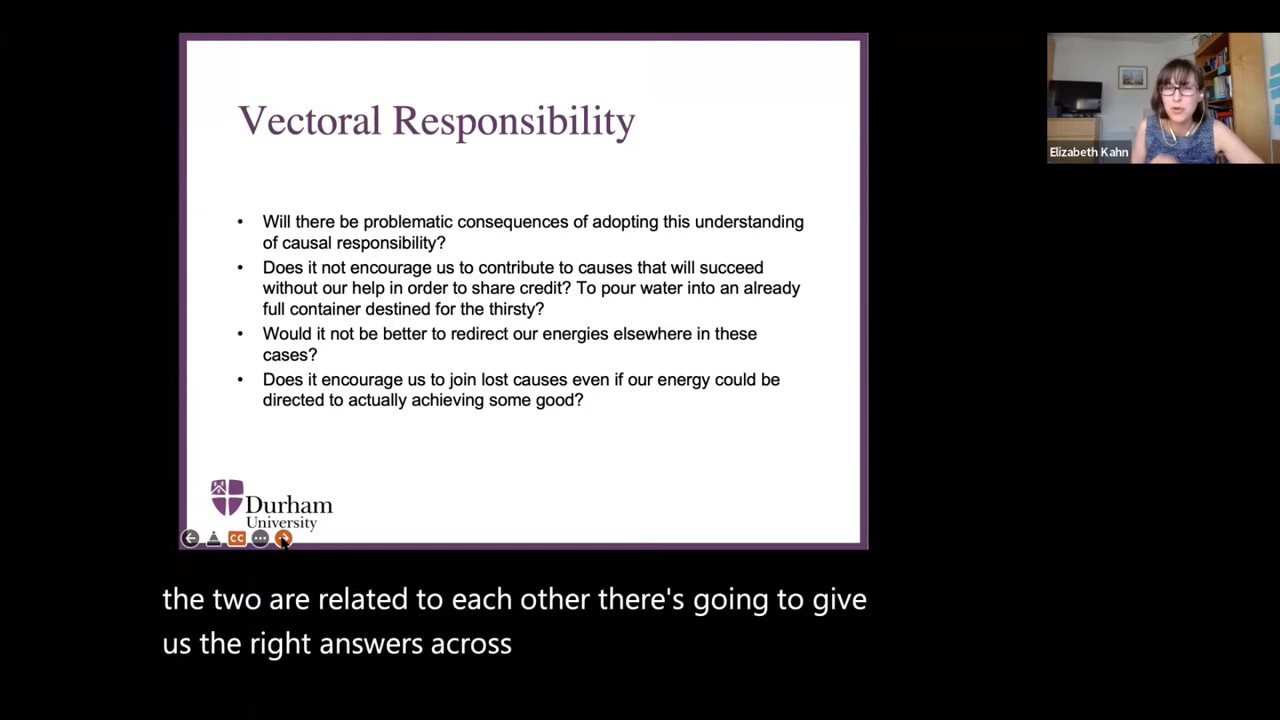 Vectoral Responsibility
• Will there be problematic consequences of adopting this understanding
of causal responsibility?
• Does it not encourage us to contribute to causes that will succeed
without our help in order to share credit? To pour water into an already
full container destined for the thirsty?
• Would it not be better to redirect our energies elsewhere in these
cases?
• Does it encourage us to join lost causes even if our energy could be
directed to actually achieving some good?
Durham
University
CC
Elizabeth Kahn
the two are related to each other there's going to give
us the right answers across